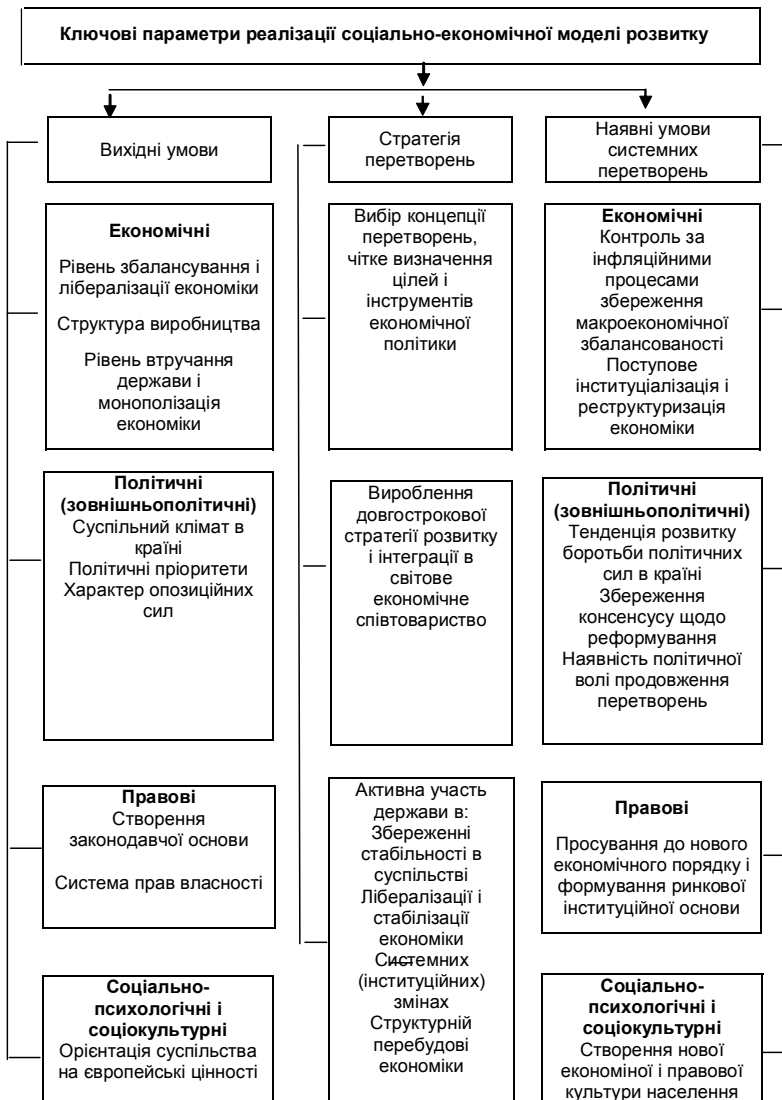 Ключові параметри реалізації соціально-економічної моделі розвитку
Вихідні умови
Економічні
Рівень збалансування і
лібералізації економіки
Структура виробництва
Рівень втручання
держави і
монополізація
економіки
Політичні
(зовнішньополітичні)
Суспільний клімат в
країні
Політичні пріоритети
Характер опозиційних
сил
Правові
Створення
законодавчої основи
Система прав власності
Соціально-
психологічні і
соціокультурні
Орієнтація суспільства
на європейські цінності
Стратегія
перетворень
Вибір концепції
перетворень,
чітке визначення
цілей і
інструментів
економічної
політики
Вироблення
довгострокової
стратегії розвитку
і інтеграції в
світове
економічне
співтовариство
Активна участь
держави в:
Збереженні
стабільності в
суспільстві
Лібералізації і
стабілізації
економіки
Системних
(інституційних)
змінах
Структурній
перебудові
економіки
Наявні умови
системних
перетворень
Економічні
Контроль за
інфляційними
процесами
збереження
макроекономічної
збалансованості
Поступове
інституціалізація і
реструктуризація
економіки
Політичні
(зовнішньополітичні)
Тенденція розвитку
боротьби політичних
сил в країні
Збереження
консенсусу щодо
реформування
Наявність політичної
волі продовження
перетворень
Правові
Просування до нового
економічного порядку і
формування ринкової
інституційної основи
Соціально-
психологічні і
соціокультурні
Створення нової
економіної і правової
культури населення